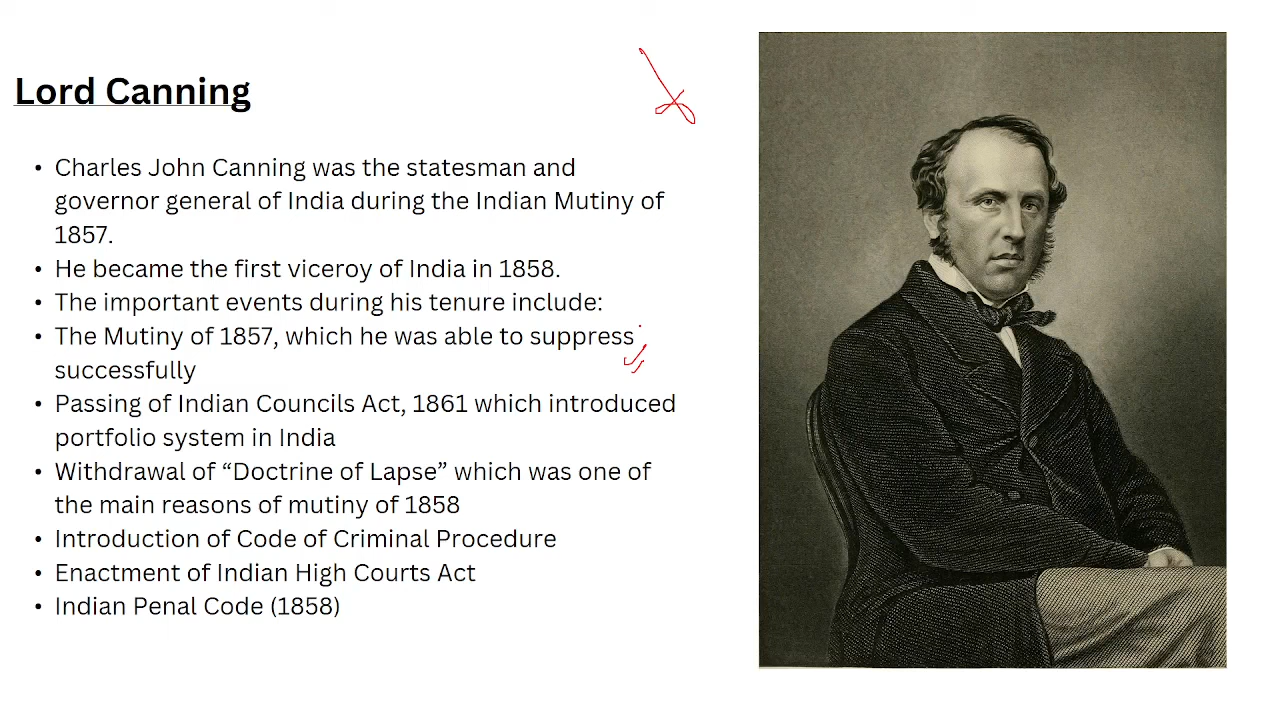 Lord Canning
• Charles John Canning was the statesman and
governor general of India during the Indian Mutiny of
1857.
• He became the first viceroy of India in 1858.
• The important events during his tenure include:
• The Mutiny of 1857, which he was able to suppress
successfully
• Passing of Indian Councils Act, 1861 which introduced
portfolio system in India
• Withdrawal of “Doctrine of Lapse” which was one of
the main reasons of mutiny of 1858
• Introduction of Code of Criminal Procedure
• Enactment of Indian High Courts Act
• Indian Penal Code (1858)